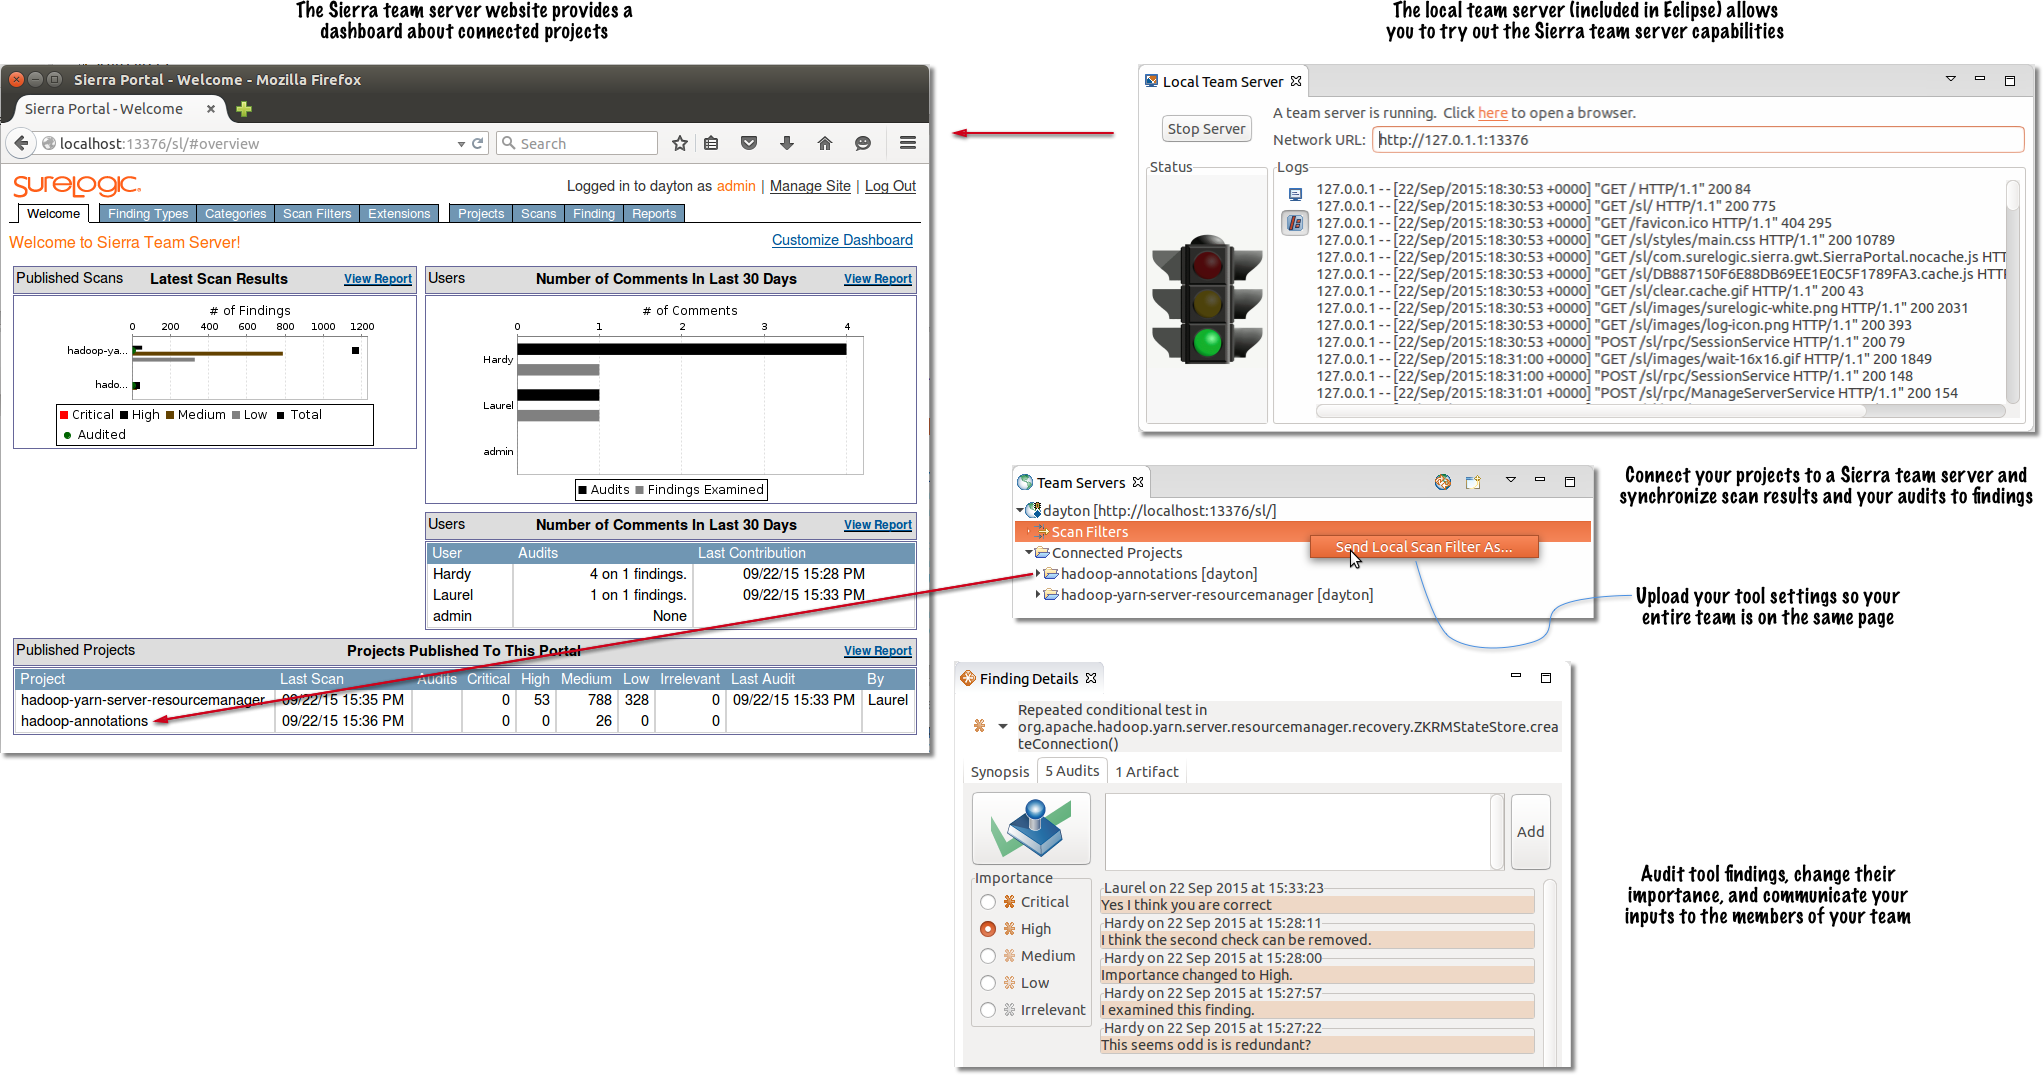 The Sierra team server website provides a
dashboard about connected projects
The local team server (included in Eclipse) allows
you to try out the Sierra team server capabilities
Sierra Portal - Welcome - Mozilla Firefox
Sierra Portal - Welcome
localhost:13376/sl/#overview
Search
SURELOGIC
Logged in to dayton as admin | Manage Site | Log Out
Welcome Finding Types Categories Scan Filters Extensions Projects Scans Finding Reports
Welcome to Sierra Team Server!
Customize Dashboard
Published Scans Latest Scan Results View Report
# of Findings
0 200 400 600 800 1000 1200
hadoop-ya...
hado...
Critical High Medium Low Total
Audited
Users Number of Comments In Last 30 Days View Report
# of Comments
0 1 2 3 4
Hardy
Laurel
admin
Audits Findings Examined
Users Number of Comments In Last 30 Days View Report
User Audits Last Contribution
Hardy 4 on 1 findings. 09/22/15 15:28 PM
Laurel 1 on 1 findings. 09/22/15 15:33 PM
admin None
Published Projects Projects Published To This Portal View Report
Project Last Scan Audits Critical High Medium Low Irrelevant Last Audit By
hadoop-yarn-server-resourcemanager 09/22/15 15:35 PM 0 53 788 328 0 09/22/15 15:33 PM Laurel
hadoop-annotations 09/22/15 15:36 PM 0 0 26 0 0
Local Team Server
Stop Server
A team server is running. Click here to open a browser.
Network URL: http://127.0.1.1:13376
Status
Logs
127.0.0.1 - - [22/Sep/2015:18:30:53 +0000] "GET / HTTP/1.1" 200 84
127.0.0.1 - - [22/Sep/2015:18:30:53 +0000] "GET /sl/ HTTP/1.1" 200 775
127.0.0.1 - - [22/Sep/2015:18:30:53 +0000] "GET /favicon.ico HTTP/1.1" 404 295
127.0.0.1 - - [22/Sep/2015:18:30:53 +0000] "GET /sl/styles/main.css HTTP/1.1" 200 10789
127.0.0.1 - - [22/Sep/2015:18:30:53 +0000] "GET /sl/com.surelogic.sierra.gwt.SierraPortal.nocache.js HTT
127.0.0.1 - - [22/Sep/2015:18:30:53 +0000] "GET /sl/DB887150F6E88DB69EE1E0C5F1789FA3.cache.js HTTF
127.0.0.1 - - [22/Sep/2015:18:30:53 +0000] "GET /sl/clear.cache.gif HTTP/1.1" 200 43
127.0.0.1 - - [22/Sep/2015:18:30:53 +0000] "GET /sl/images/surelogic-white.png HTTP/1.1" 200 2031
127.0.0.1 - - [22/Sep/2015:18:30:53 +0000] "GET /sl/images/log-icon.png HTTP/1.1" 200 393
127.0.0.1 - - [22/Sep/2015:18:30:53 +0000] "POST /sl/rpc/SessionService HTTP/1.1" 200 79
127.0.0.1 - - [22/Sep/2015:18:31:00 +0000] "GET /sl/images/wait-16x16.gif HTTP/1.1" 200 1849
127.0.0.1 - - [22/Sep/2015:18:31:00 +0000] "POST /sl/rpc/SessionService HTTP/1.1" 200 148
127.0.0.1 - - [22/Sep/2015:18:31:01 +0000] "POST /sl/rpc/ManageServerService HTTP/1.1" 200 154
Team Servers
dayton [http://localhost:13376/sl/]
Scan Filters
Send Local Scan Filter As...
Connected Projects
hadoop-annotations [dayton]
hadoop-yarn-server-resourcemanager [dayton]
Connect your projects to a Sierra team server and
synchronize scan results and your audits to findings
Upload your tool settings so your
entire team is on the same page
Finding Details
Repeated conditional test in
org.apache.hadoop.yarn.server.resourcemanager.recovery.ZKRMStateStore.crea
teConnection()
Synopsis 5 Audits 1 Artifact
Add
Importance
Critical
High
Medium
Low
Irrelevant
Laurel on 22 Sep 2015 at 15:33:23
Yes I think you are correct
Hardy on 22 Sep 2015 at 15:28:11
I think the second check can be removed.
Hardy on 22 Sep 2015 at 15:28:00
Importance changed to High.
Hardy on 22 Sep 2015 at 15:27:57
I examined this finding.
Hardy on 22 Sep 2015 at 15:27:22
This seems odd is is redundant?
Audit tool findings, change their
importance, and communicate your
inputs to the members of your team